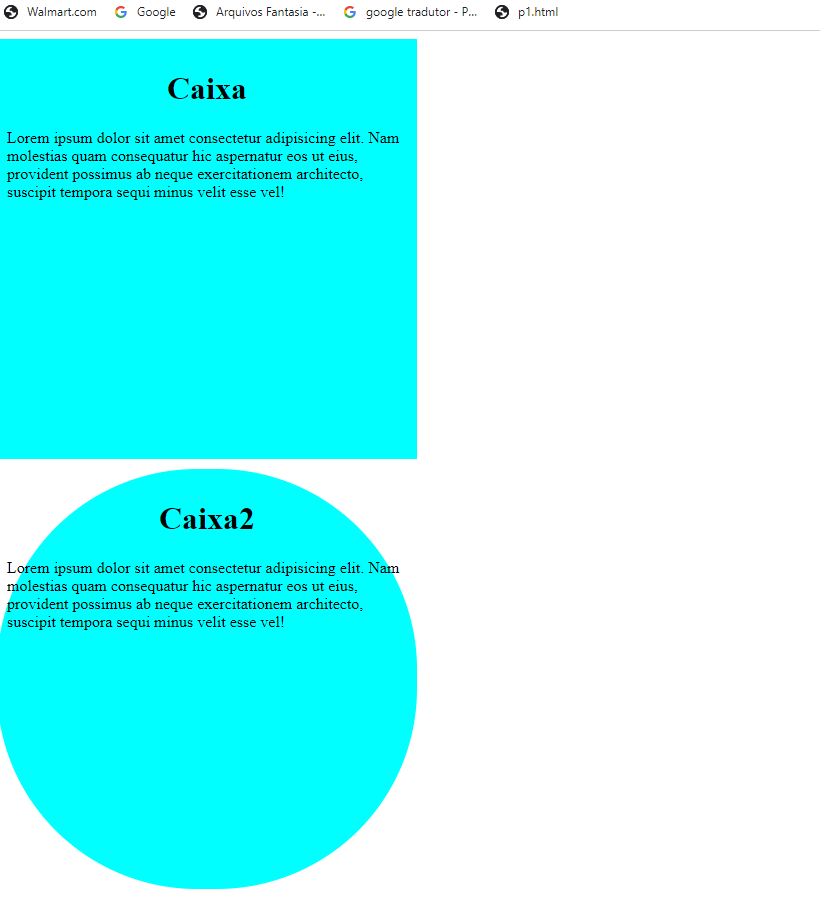 Walmart.com Google Arquivos Fantasia -... google tradutor - P... p1.html
Caixa
Lorem ipsum dolor sit amet consectetur adipisicing elit. Nam
molestias quam consequatur hic aspernatur eos ut eius,
provident possimus ab neque exercitationem architecto,
suscipit tempora sequi minus velit esse vel!
Caixa2
Lorem ipsum dolor sit amet consectetur adipisicing elit. Nam
molestias quam consequatur hic aspernatur eos ut eius,
provident possimus ab neque exercitationem architecto,
suscipit tempora sequi minus velit esse vel!